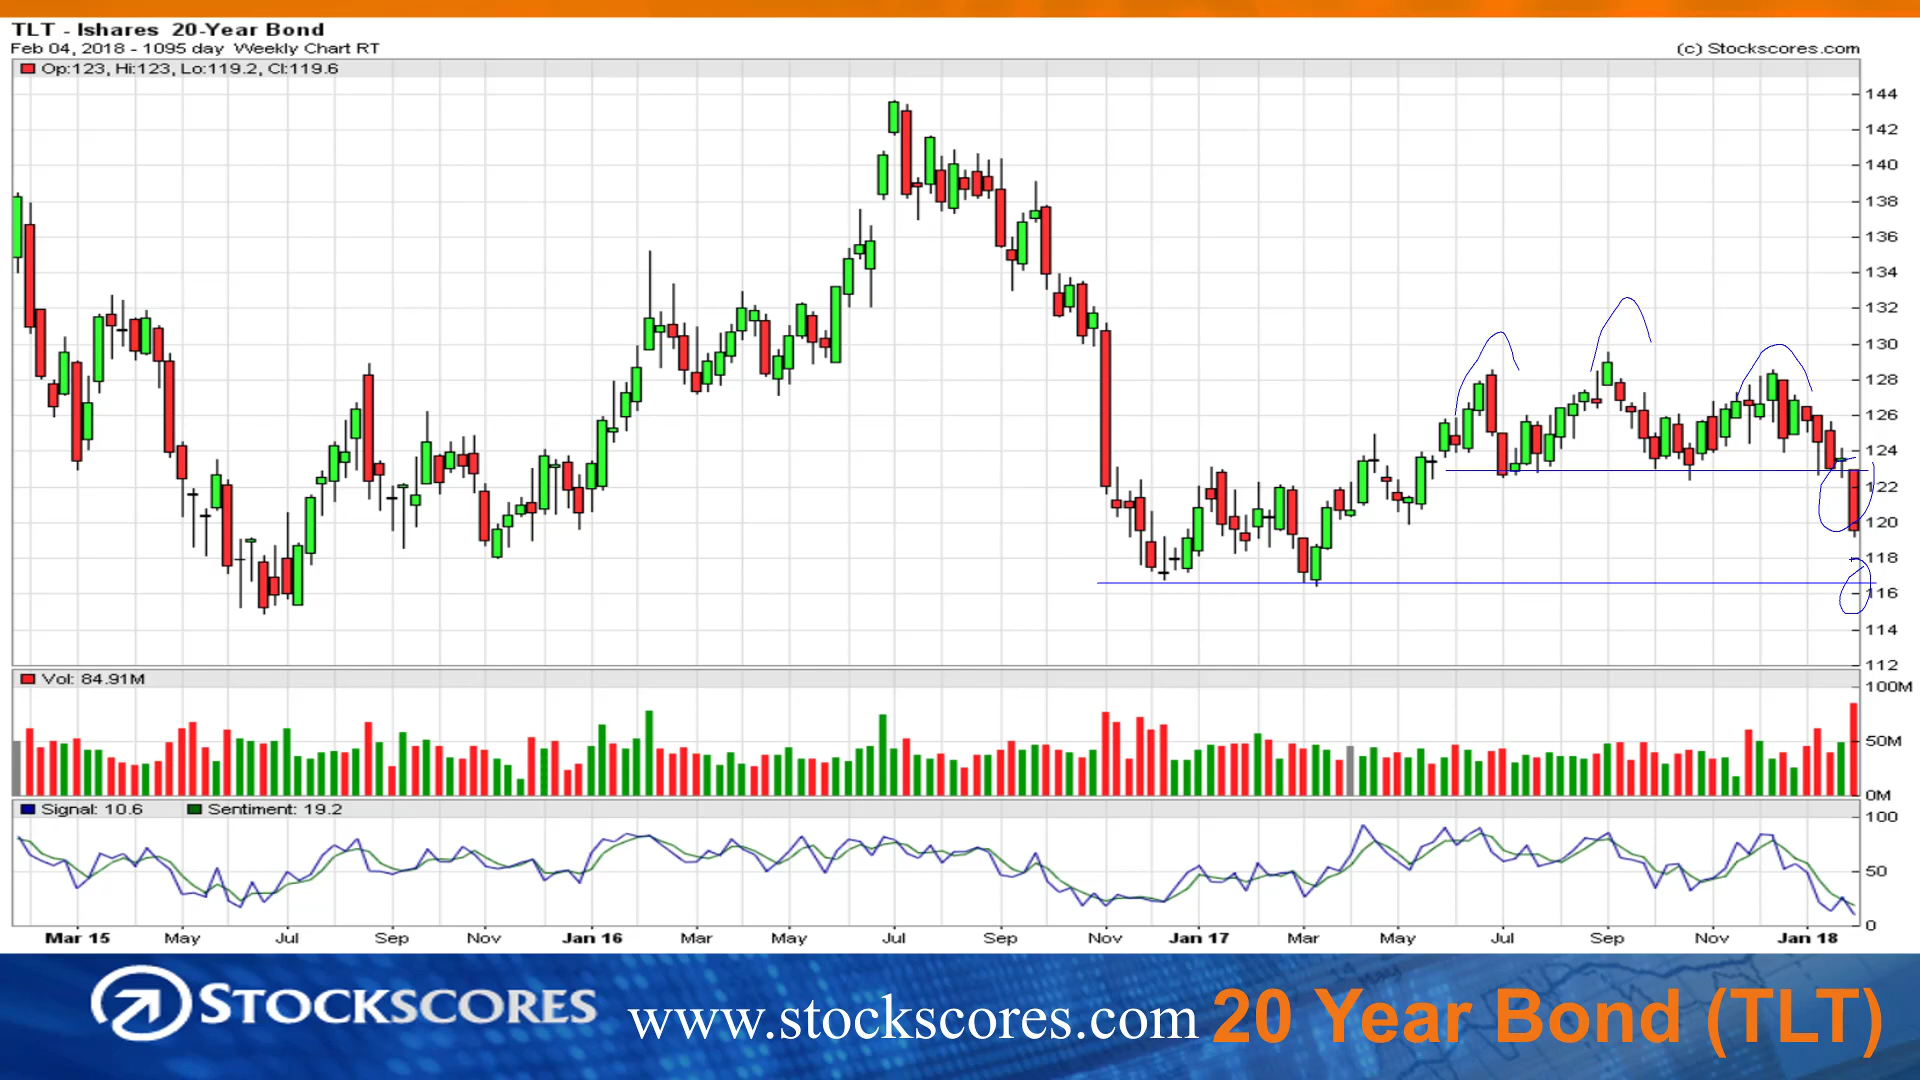 TLT - Ishares 20-Year Bond
Feb 04, 2018 - 1095 day Weekly Chart RT
(c) Stockscores.com
Op:123, Hi:123, Lo:119.2, Cl:119.6
144
142
140
138
136
134
132
130
128
126
124
122
120
118
116
114
112
Vol: 84.91M
100M
50M
0M
Signal: 10.6 Sentiment: 19.2
100
50
0
Mar 15 May Jul Sep Nov Jan 16 Mar May Jul Sep Nov Jan 17 Mar May Jul Sep Nov Jan 18
STOCKSCORES www.stockscores.com 20 Year Bond (TLT)